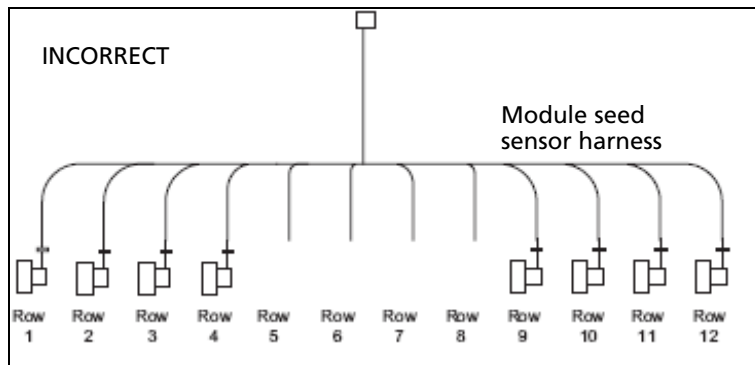 INCORRECT
Module seed
sensor harness
Row Row Row Row Row Row Row Row Row Row Row Row
1 2 3 4 5 6 7 8 9 10 11 12